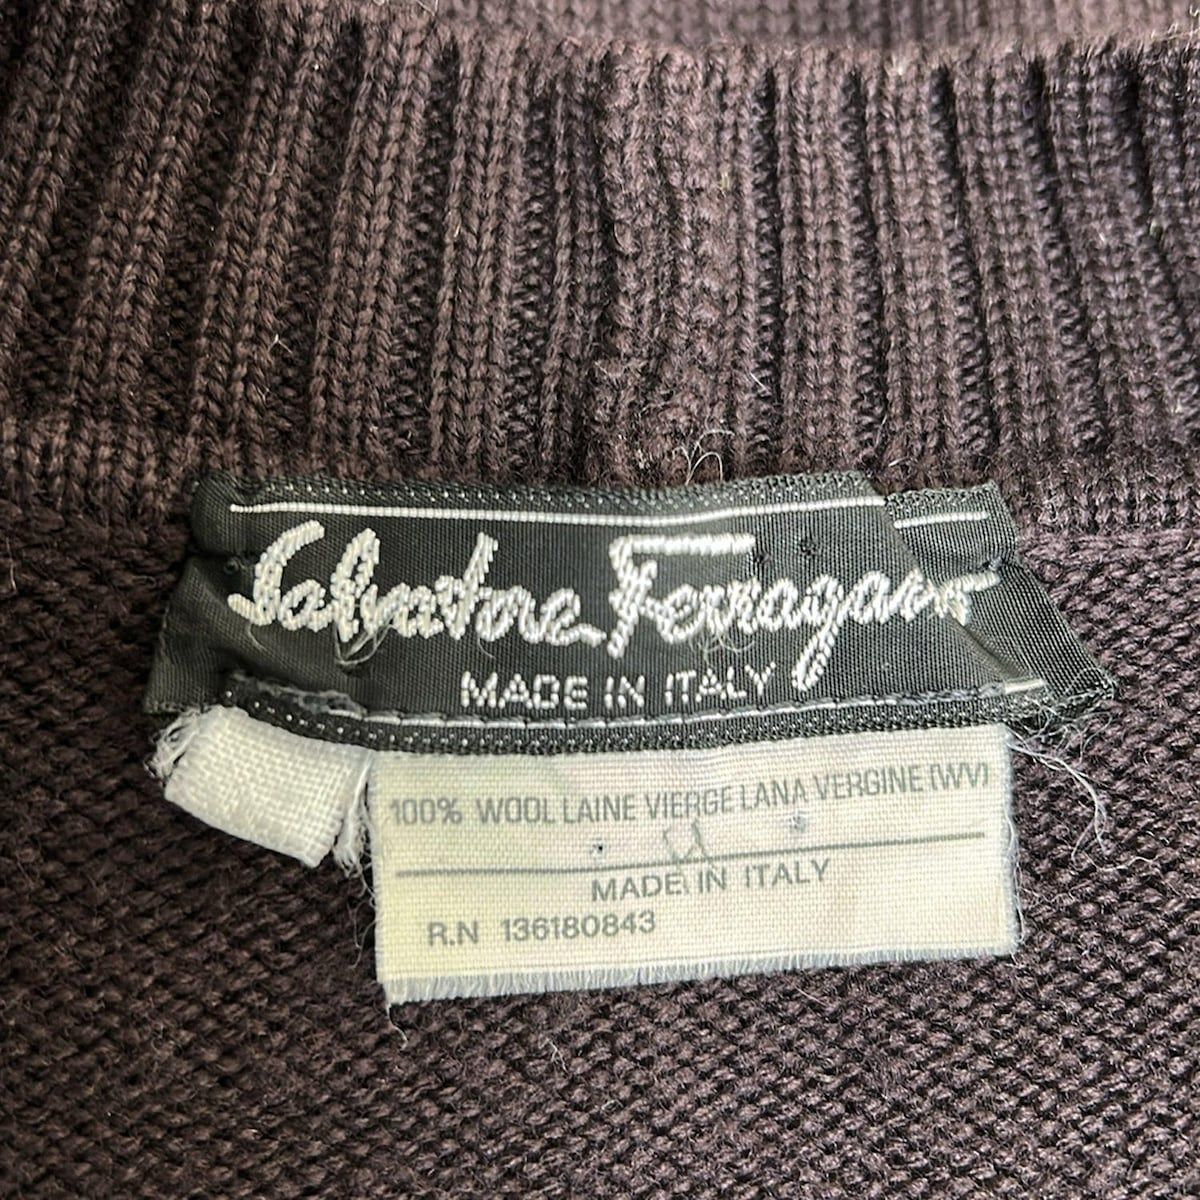 Salvatore Ferragamo
MADE IN ITALY
100% WOOL LAINE VIERGE LANA VERGINE (WV)
MADE IN ITALY
R.N 136180843